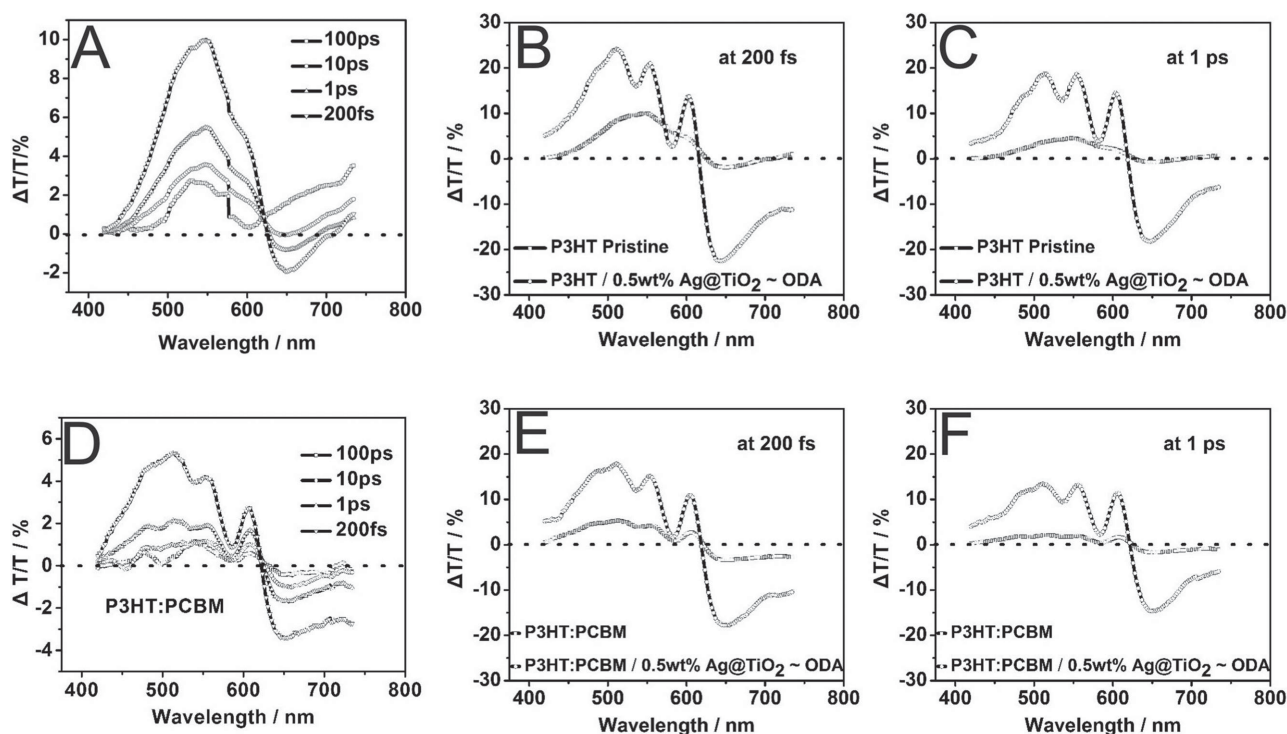 A
100ps
10ps
1ps
200fs
ΔT/T/%
10
8
6
4
2
0
-2
400 500 600 700 800
Wavelength / nm
B
at 200 fs
ΔT/T / %
30
20
10
0
-10
-20
-30
P3HT Pristine
P3HT / 0.5wt% Ag@TiO2 ~ ODA
400 500 600 700 800
Wavelength / nm
C
at 1 ps
ΔT/T / %
30
20
10
0
-10
-20
-30
P3HT Pristine
P3HT / 0.5wt% Ag@TiO2 ~ ODA
400 500 600 700 800
Wavelength / nm
D
100ps
10ps
1ps
200fs
Δ T/T / %
6
4
2
0
-2
-4
P3HT:PCBM
400 500 600 700 800
Wavelength / nm
E
at 200 fs
ΔT/T / %
30
20
10
0
-10
-20
-30
P3HT:PCBM
P3HT:PCBM / 0.5wt% Ag@TiO2 ~ ODA
400 500 600 700 800
Wavelength / nm
F
at 1 ps
ΔT/T / %
30
20
10
0
-10
-20
-30
P3HT:PCBM
P3HT:PCBM / 0.5wt% Ag@TiO2 ~ ODA
400 500 600 700 800
Wavelength / nm